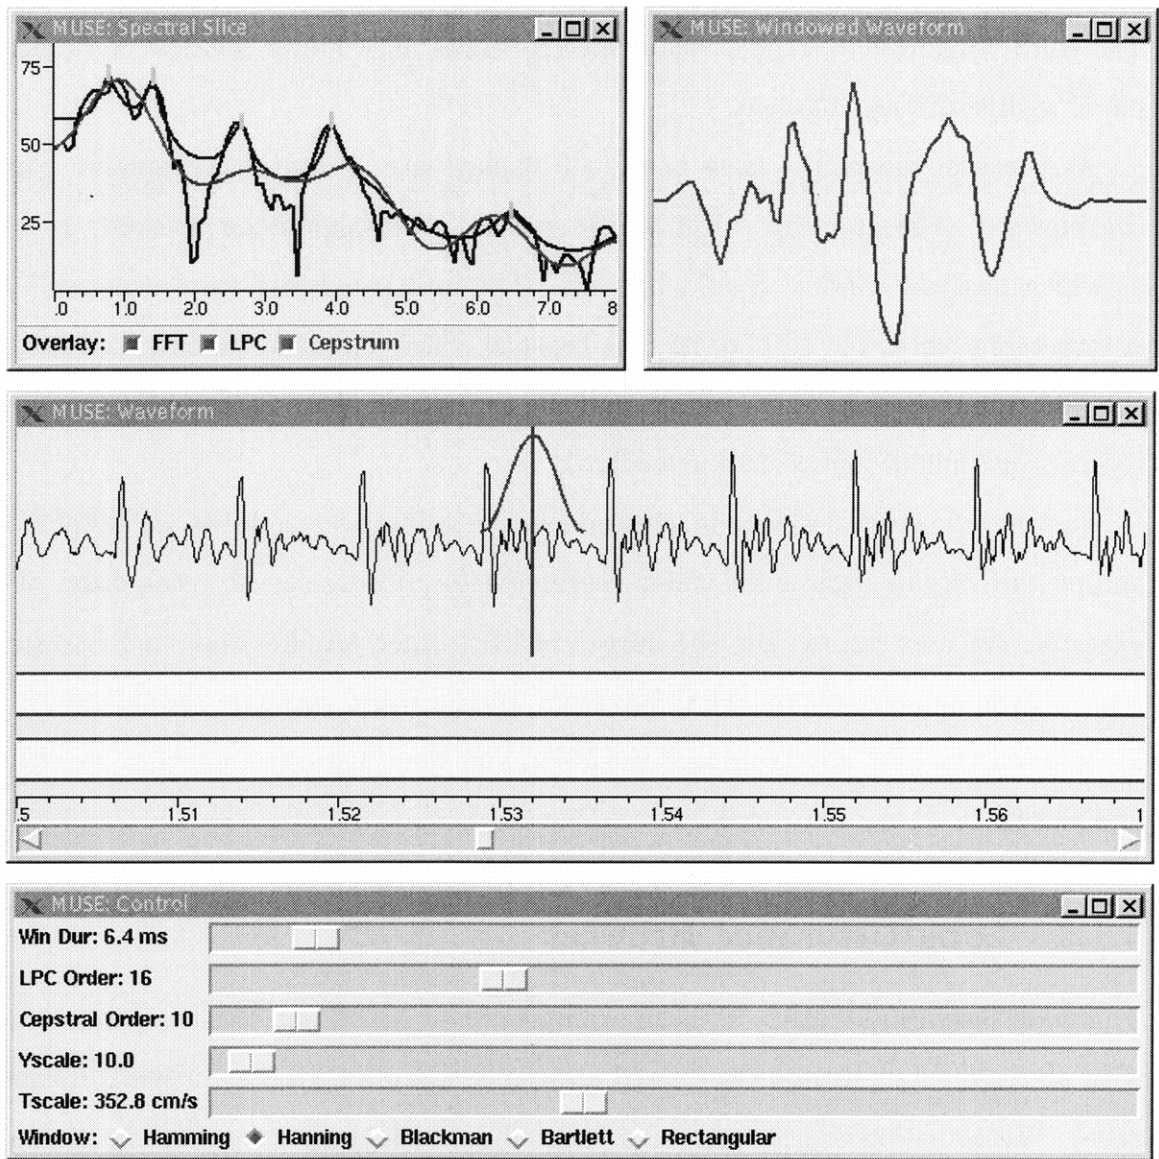 MUSE: Spectral Slice
75
50
25
.0 1.0 2.0 3.0 4.0 5.0 6.0 7.0 8
Overlay: FFT LPC Cepstrum
MUSE: Windowed Waveform
MUSE: Waveform
.5 1.51 1.52 1.53 1.54 1.55 1.56 1
MUSE: Control
Win Dur: 6.4 ms
LPC Order: 16
Cepstral Order: 10
Yscale: 10.0
Tscale: 352.8 cm/s
Window: Hamming Hanning Blackman Bartlett Rectangular